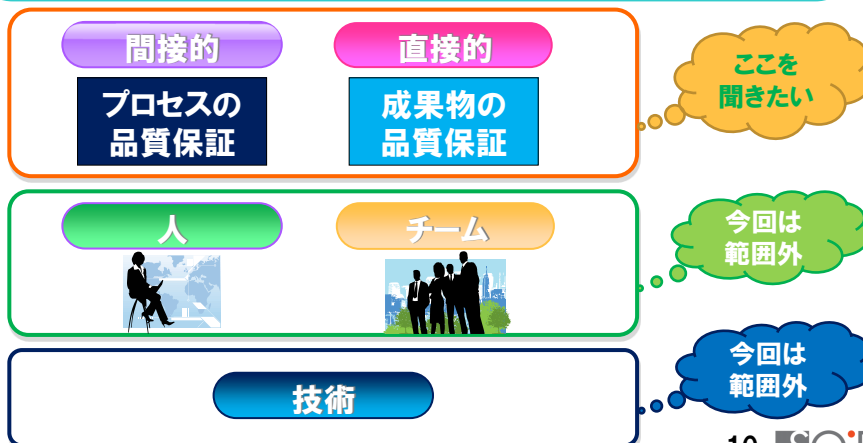 間接的
直接的
プロセスの
品質保証
成果物の
品質保証
ここを
聞きたい
人
チーム
今回は
範囲外
技術
今回は
範囲外